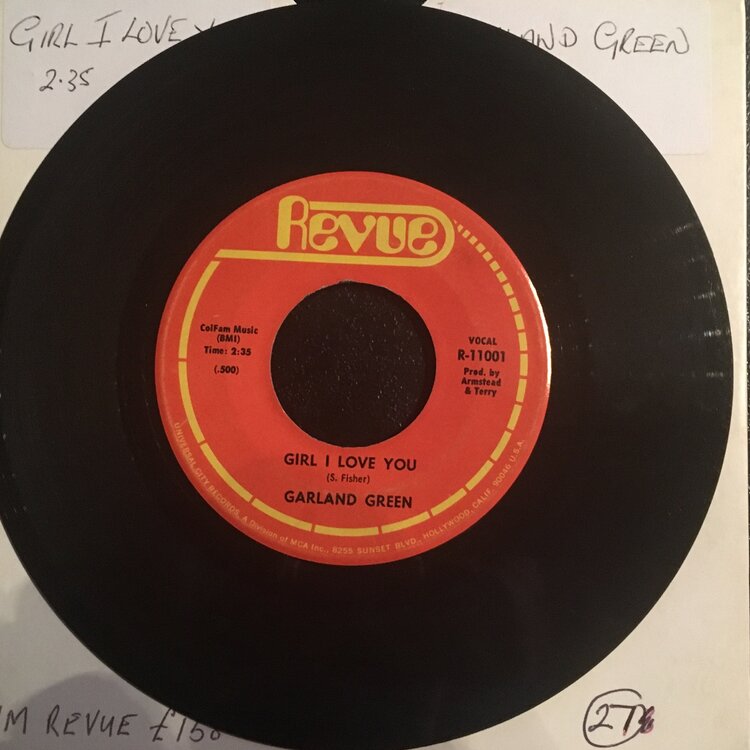 GIRL I LOVE
GREEN
2.35
REVUE
ColFam Music
(BMI)
Time: 2:35
(.500)
VOCAL
R-11001
Prod. by
Armstead
& Terry
GIRL I LOVE YOU
(S. Fisher)
GARLAND GREEN
UNIVERSAL CITY RECORDS, A Division of MCA Inc., 8255 SUNSET BLVD., HOLLYWOOD, CALIF. 90046 U.S.A.
REVUE